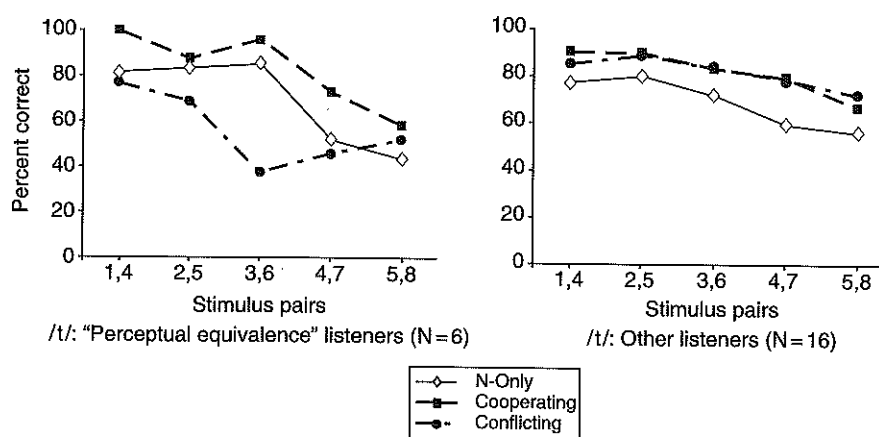 100
80
60
40
20
0
Percent correct
1,4 2,5 3,6 4,7 5,8
Stimulus pairs
/t/: "Perceptual equivalence" listeners (N=6)
100
80
60
40
20
0
1,4 2,5 3,6 4,7 5,8
Stimulus pairs
/t/: Other listeners (N=16)
N-Only
Cooperating
Conflicting